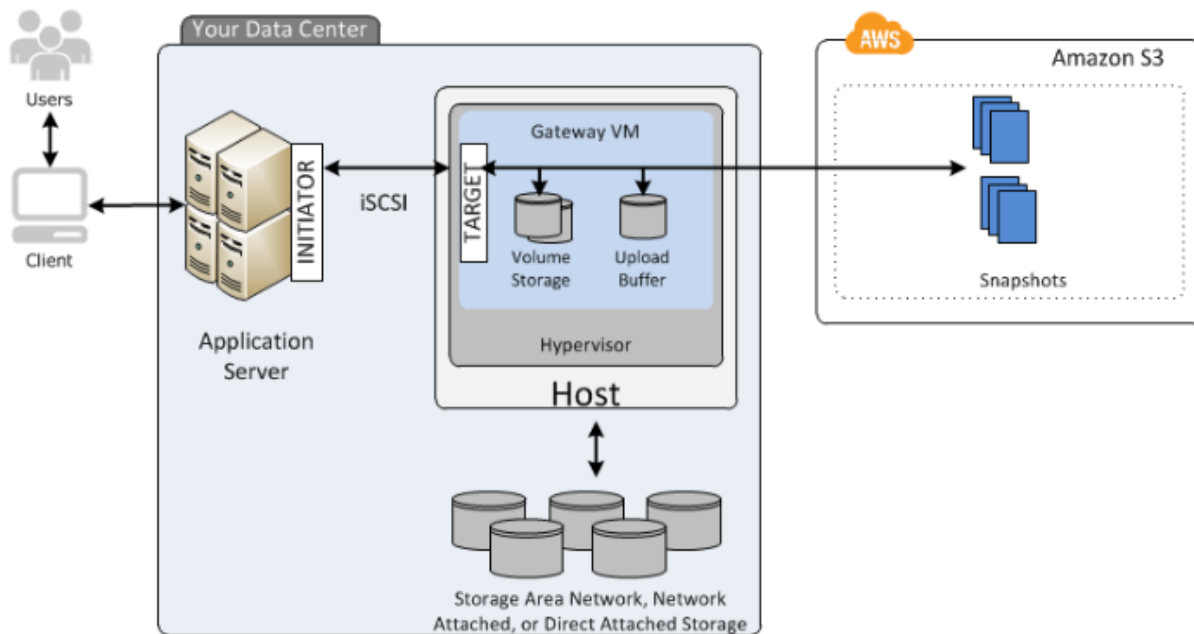 Your Data Center
AWS
Amazon S3
Users
Client
INITIATOR
iSCSI
Application
Server
Gateway VM
TARGET
Volume
Storage
Upload
Buffer
Hypervisor
Host
Snapshots
Storage Area Network, Network
Attached, or Direct Attached Storage